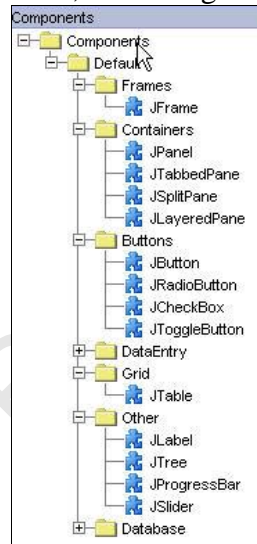 Components
Components
Default
Frames
JFrame
Containers
JPanel
JTabbedPane
JSplitPane
JLayeredPane
Buttons
JButton
JRadioButton
JCheckBox
JToggleButton
DataEntry
Grid
JTable
Other
JLabel
JTree
JProgressBar
JSlider
Database